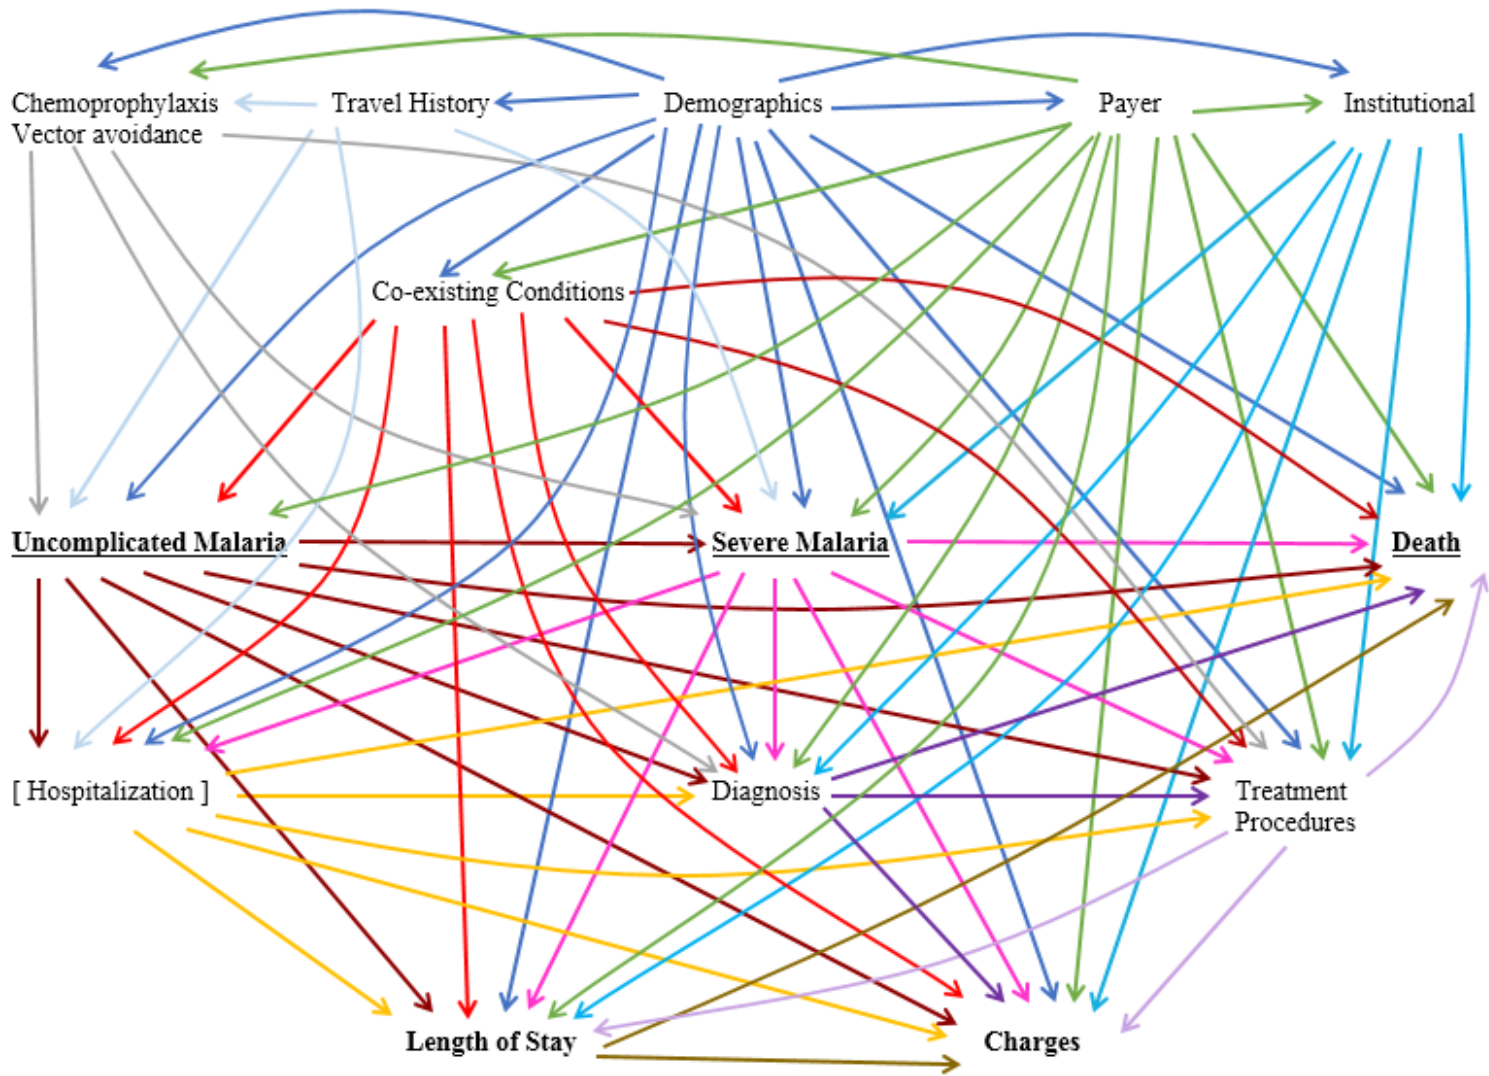 Chemoprophylaxis
Vector avoidance
Travel History
Demographics
Payer
Institutional
Co-existing Conditions
Uncomplicated Malaria
Severe Malaria
Death
[ Hospitalization ]
Diagnosis
Treatment
Procedures
Length of Stay
Charges